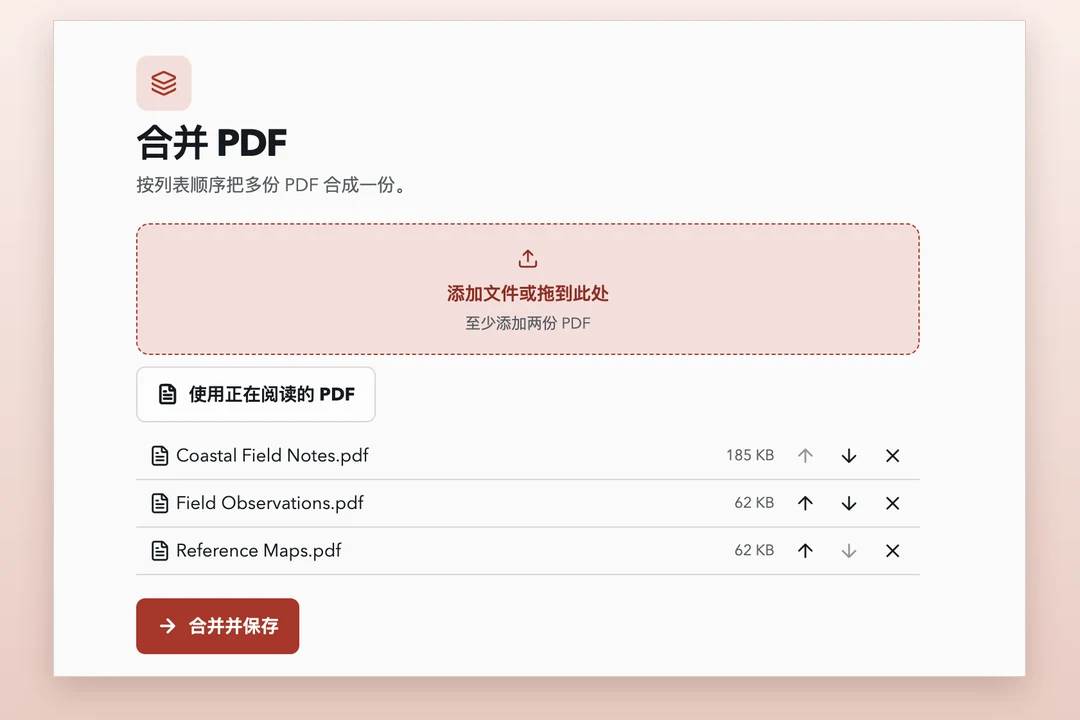 合并 PDF
按列表顺序把多份 PDF 合成一份。
添加文件或拖到此处
至少添加两份 PDF
使用正在阅读的 PDF
Coastal Field Notes.pdf 185 KB
Field Observations.pdf 62 KB
Reference Maps.pdf 62 KB
合并并保存